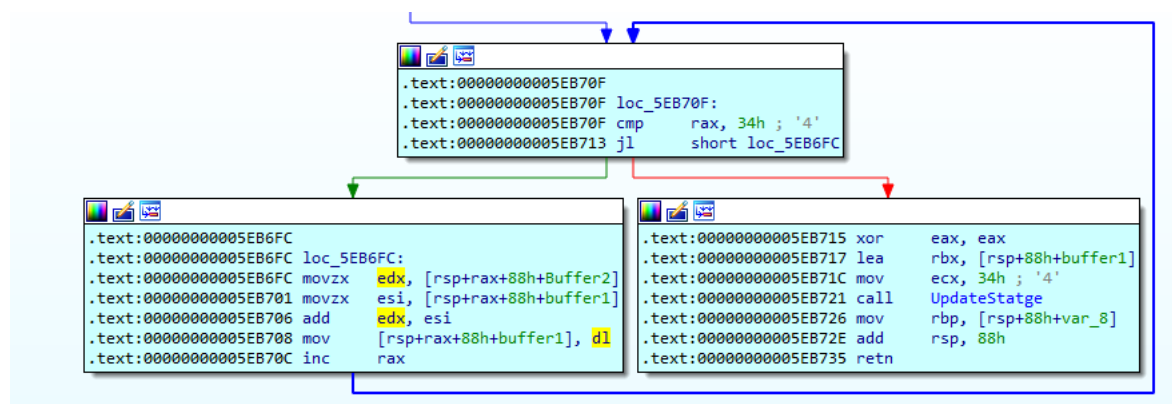 .text:00000000005EB70F
.text:00000000005EB70F loc_5EB70F:
.text:00000000005EB70F cmp     rax, 34h ; '4'
.text:00000000005EB713 jl      short loc_5EB6FC
.text:00000000005EB6FC
.text:00000000005EB6FC loc_5EB6FC:
.text:00000000005EB6FC movzx   edx, [rsp+rax+88h+Buffer2]
.text:00000000005EB701 movzx   esi, [rsp+rax+88h+buffer1]
.text:00000000005EB706 add     edx, esi
.text:00000000005EB708 mov     [rsp+rax+88h+buffer1], dl
.text:00000000005EB70C inc     rax
.text:00000000005EB715 xor     eax, eax
.text:00000000005EB717 lea     rbx, [rsp+88h+buffer1]
.text:00000000005EB71C mov     ecx, 34h ; '4'
.text:00000000005EB721 call    UpdateStatge
.text:00000000005EB726 mov     rbp, [rsp+88h+var_8]
.text:00000000005EB72E add     rsp, 88h
.text:00000000005EB735 retn